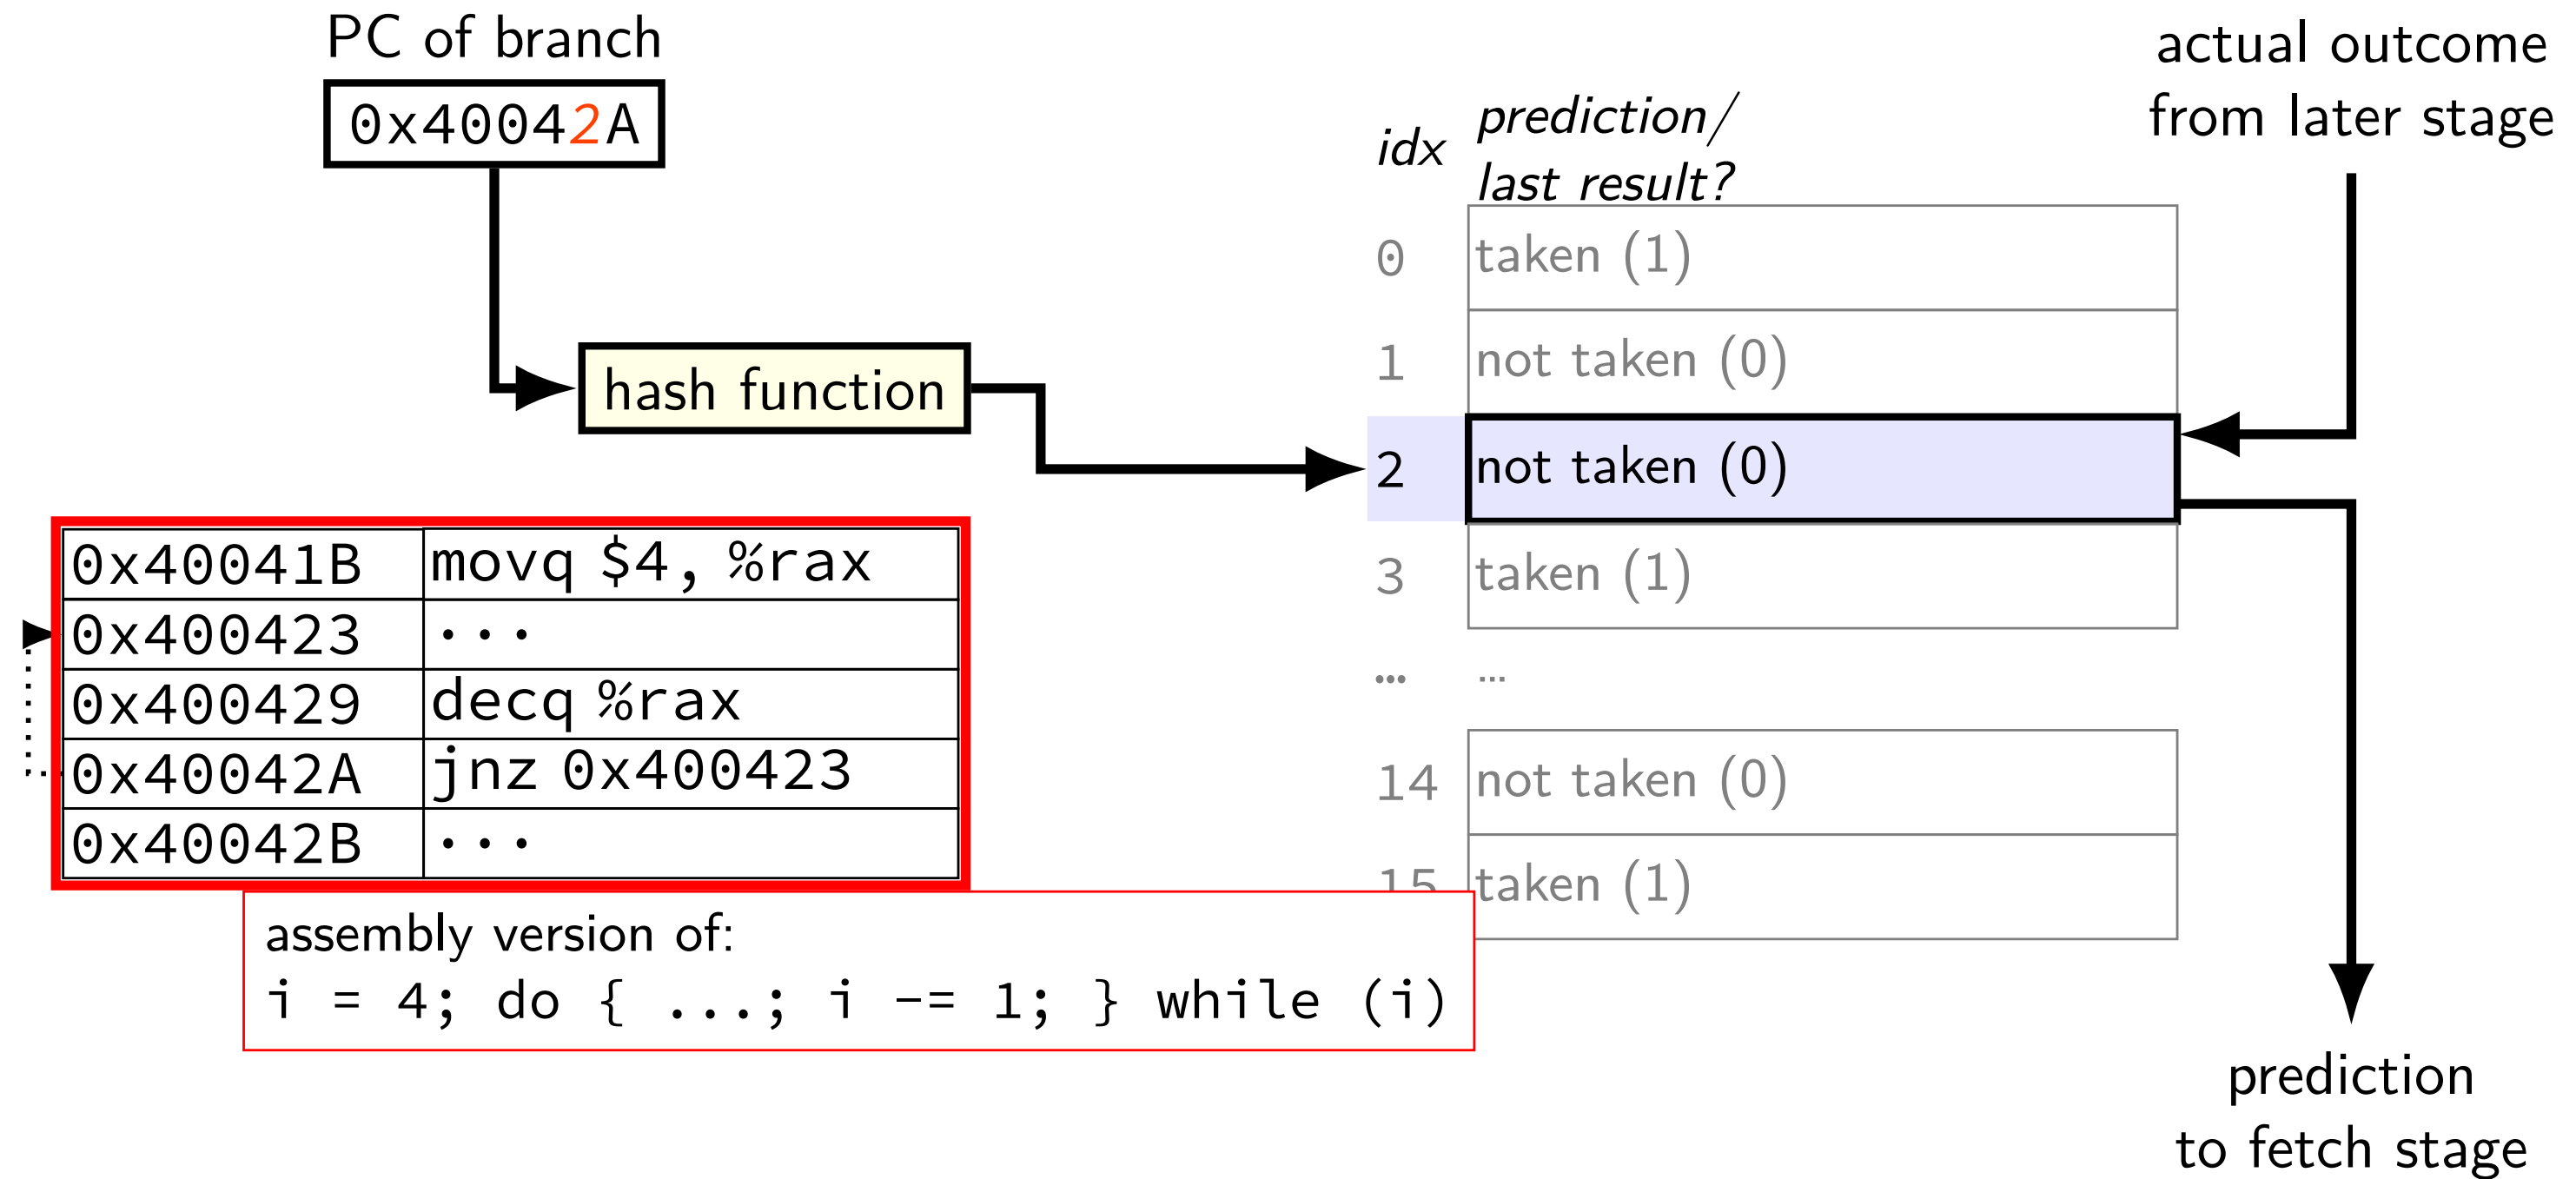 PC of branch
0x40042A
hash function
0x40041B movq $4, %rax
0x400423 ...
0x400429 decq %rax
0x40042A jnz 0x400423
0x40042B ...
assembly version of:
i = 4; do { ...; i -= 1; } while (i)
idx prediction/
last result?
0 taken (1)
1 not taken (0)
2 not taken (0)
3 taken (1)
... ...
14 not taken (0)
15 taken (1)
actual outcome
from later stage
prediction
to fetch stage